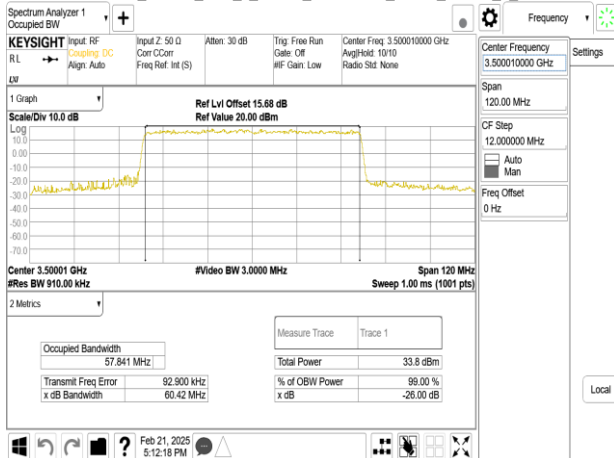 Spectrum Analyzer 1
Occupied BW
+
Frequency
KEYSIGHT
RL
LXI
Input: RF
Coupling: DC
Align: Auto
Input Z: 50 Ω
Corr CCorr
Freq Ref: Int (S)
Atten: 30 dB
Trig: Free Run
Gate: Off
#IF Gain: Low
Center Freq: 3.500010000 GHz
Avg|Hold: 10/10
Radio Std: None
Center Frequency
3.500010000 GHz
Settings
Span
120.00 MHz
CF Step
12.000000 MHz
Auto
Man
Freq Offset
0 Hz
Local
1 Graph
Scale/Div 10.0 dB
Ref Lvl Offset 15.68 dB
Ref Value 20.00 dBm
Log
10.0
0.00
-10.0
-20.0
-30.0
-40.0
-50.0
-60.0
-70.0
Center 3.50001 GHz
#Res BW 910.00 kHz
#Video BW 3.0000 MHz
Span 120 MHz
Sweep 1.00 ms (1001 pts)
2 Metrics
Measure Trace
Trace 1
Occupied Bandwidth
57.841 MHz
Total Power
33.8 dBm
Transmit Freq Error
92.900 kHz
% of OBW Power
99.00 %
x dB Bandwidth
60.42 MHz
x dB
-26.00 dB
?
Feb 21, 2025
5:12:18 PM